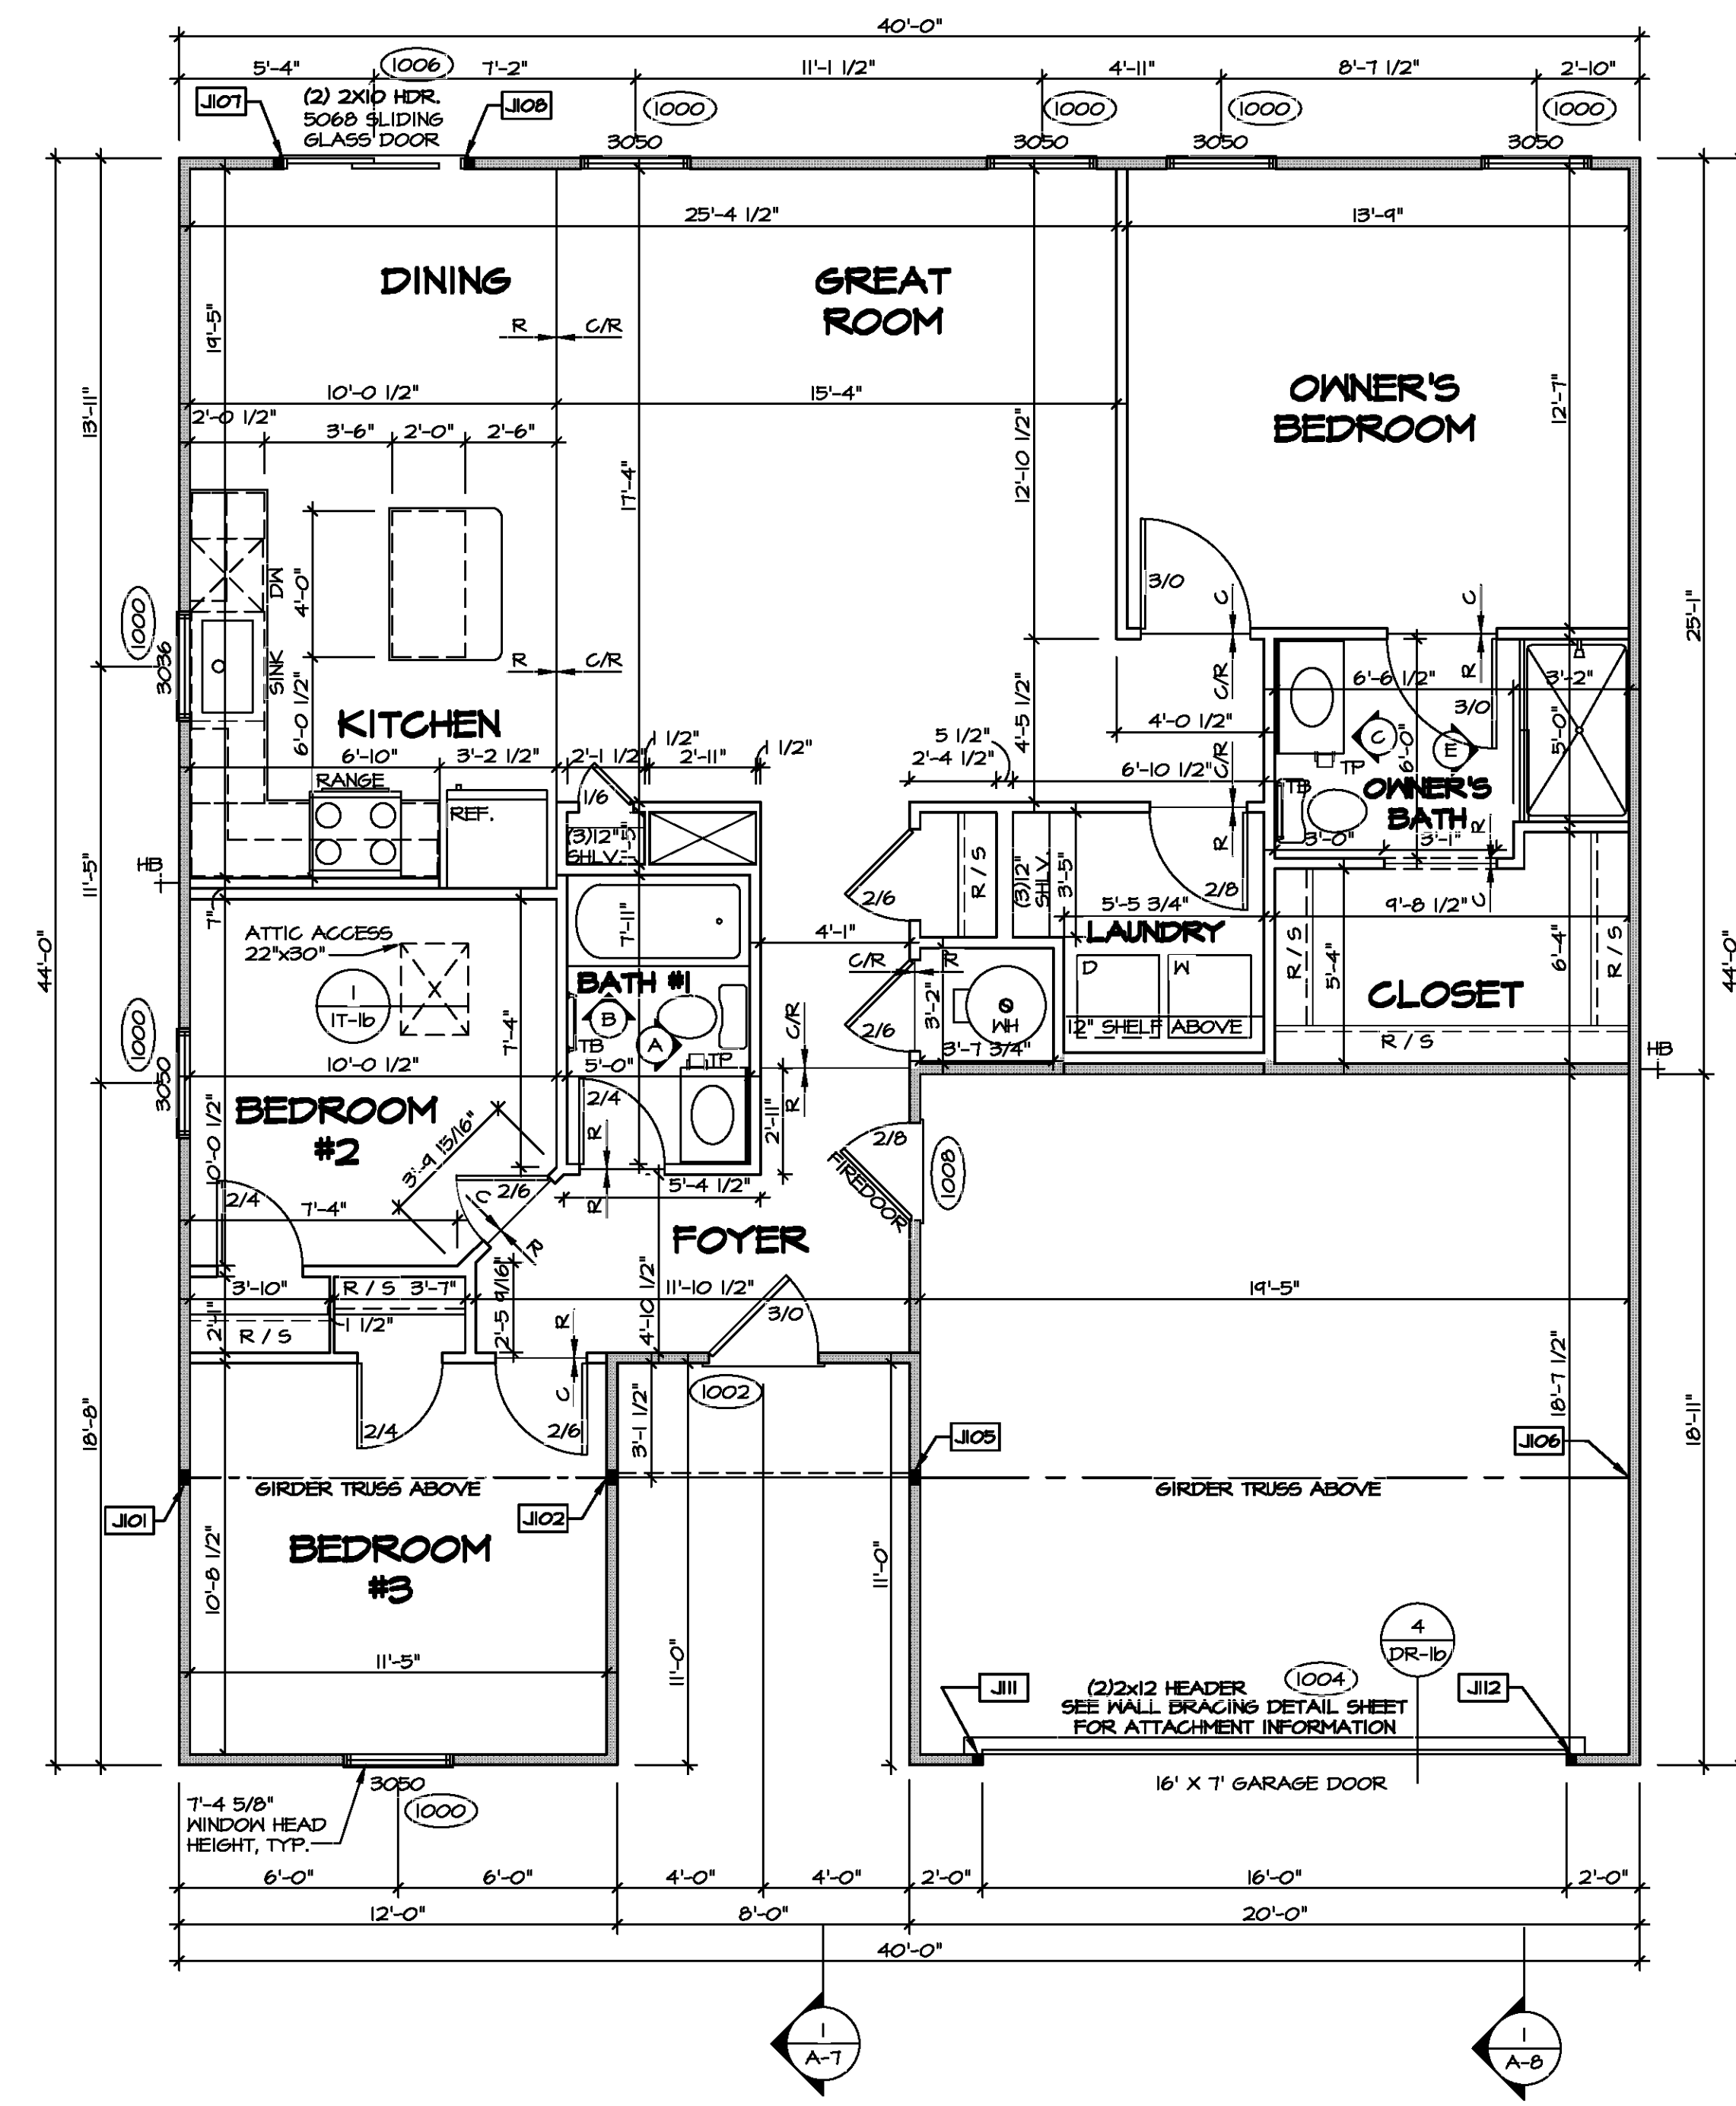 40'-0"
5'-4"
1006
7'-2"
11'-1 1/2"
4'-11"
8'-7 1/2"
2'-10"
J107
(2) 2X10 HDR.
5068 SLIDING
GLASS DOOR
J108
1000
1000
1000
1000
3050
3050
3050
3050
25'-4 1/2"
13'-9"
DINING
GREAT
ROOM
19'-5"
R
C/R
OWNER'S
BEDROOM
12'-7"
13'-11"
10'-0 1/2"
15'-4"
2'-0 1/2"
3'-6"
2'-0"
2'-6"
17'-4"
12'-10 1/2"
DW
4'-0"
3/0
C
C
25'-1"
1000
3036
SINK
R
C/R
C/R
R
6'-6 1/2"
3'-2"
3/0
6'-0 1/2"
KITCHEN
4'-5 1/2"
4'-0 1/2"
C
E
6'-0"
5'-0"
6'-10"
3'-2 1/2"
2'-1 1/2"
1 1/2"
2'-11"
1 1/2"
5 1/2"
2'-4 1/2"
6'-10 1/2"
C/R
TP
TB
OWNER'S
BATH
RANGE
REF.
1/6
(3)12"
SHLV.
R
3'-0"
3'-1"
R
HB
11'-5"
R / S
(3)12"
SHLV.
3'-5"
2/6
2/8
C
7"
5'-5 3/4"
9'-8 1/2"
ATTIC ACCESS
22"x30"
7'-11"
4'-1"
LAUNDRY
R / S
5'-4"
6'-4"
R / S
44'-0"
44'-0"
1
1T-1b
X
BATH #1
C/R
R
D
W
CLOSET
B
A
TB
TP
2/6
3'-2"
WH
12" SHELF ABOVE
R / S
1000
3050
7'-4"
10'-0 1/2"
5'-0"
C/R
3'-7 3/4"
HB
BEDROOM
#2
3'-9 15/16"
2/4
R
R
2'-11"
2/8
FIREDOOR
1008
10'-0 1/2"
2/4
7'-4"
C
2/6
R
5'-4 1/2"
R
FOYER
3'-10"
R / S
3'-7"
2'-5 9/16"
4'-10 1/2"
11'-10 1/2"
19'-5"
2'-1"
R / S
1 1/2"
R
3/0
C
1002
2/4
2/6
3'-1 1/2"
18'-8"
18'-7 1/2"
18'-11"
J105
J106
GIRDER TRUSS ABOVE
GIRDER TRUSS ABOVE
J101
J102
BEDROOM
#3
10'-8 1/2"
11'-0"
11'-0"
11'-5"
4
DR-1b
J111
(2)2x12 HEADER
1004
J112
SEE WALL BRACING DETAIL SHEET
FOR ATTACHMENT INFORMATION
3050
1000
16' X 7' GARAGE DOOR
7'-4 5/8"
WINDOW HEAD
HEIGHT, TYP.
6'-0"
6'-0"
4'-0"
4'-0"
2'-0"
16'-0"
2'-0"
12'-0"
8'-0"
20'-0"
40'-0"
1
A-7
1
A-8